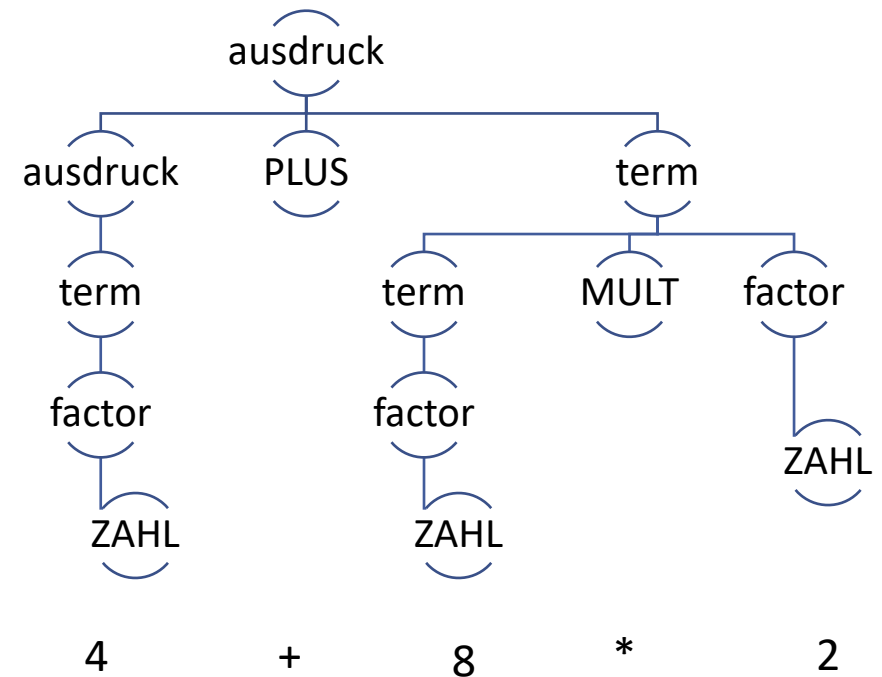 ausdruck
ausdruck PLUS term
term term MULT factor
factor factor
ZAHL
ZAHL ZAHL
4 + 8 * 2